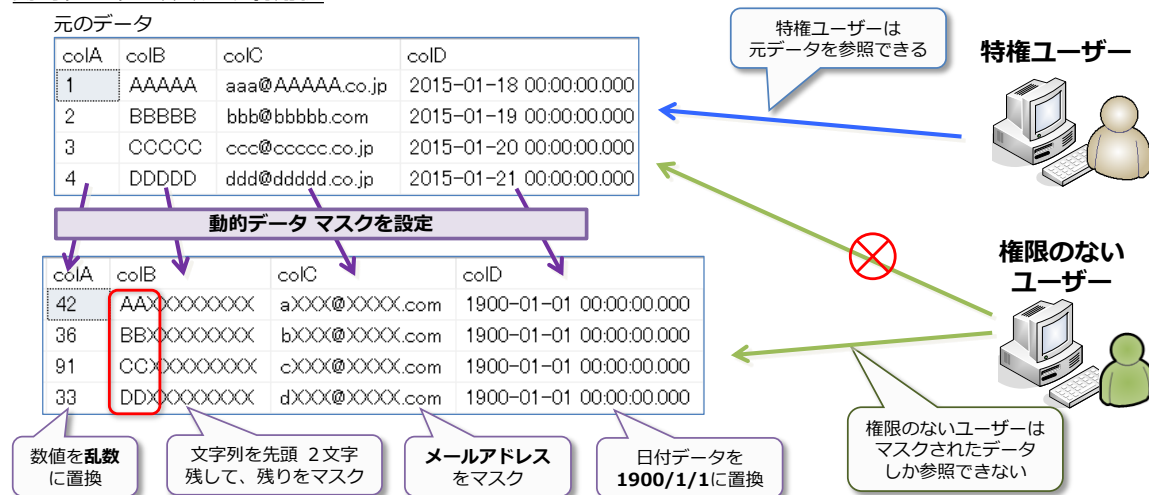 元のデータ
colA colB colC colD
1 AAAAA aaa@AAAAA.co.jp 2015-01-18 00:00:00.000
2 BBBBB bbb@bbbbb.com 2015-01-19 00:00:00.000
3 CCCCC ccc@ccccc.co.jp 2015-01-20 00:00:00.000
4 DDDDD ddd@ddddd.co.jp 2015-01-21 00:00:00.000
特権ユーザーは
元データを参照できる
特権ユーザー
動的データ マスクを設定
colA colB colC colD
42 AAXXXXXXXX aXXX@XXXX.com 1900-01-01 00:00:00.000
36 BBXXXXXXXX bXXX@XXXX.com 1900-01-01 00:00:00.000
91 CCXXXXXXXX cXXX@XXXX.com 1900-01-01 00:00:00.000
33 DDXXXXXXXX dXXX@XXXX.com 1900-01-01 00:00:00.000
権限のない
ユーザー
数値を乱数
に置換
文字列を先頭 2文字
残して、残りをマスク
メールアドレス
をマスク
日付データを
1900/1/1に置換
権限のないユーザーは
マスクされたデータ
しか参照できない